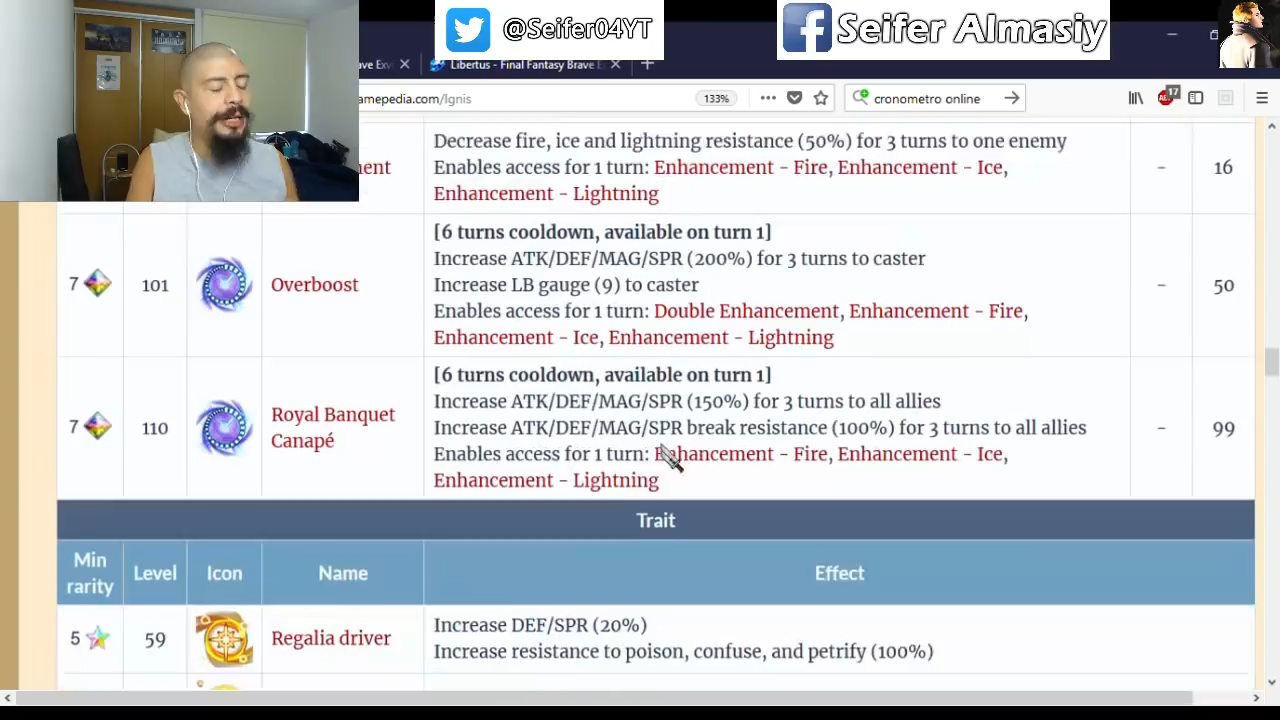 @Seifer04YT
Seifer Almasiy
ave Ex
Libertus - Final Fantasy Brave E
amepedia.com/Ignis
133%
cronometro online
17
Decrease fire, ice and lightning resistance (50%) for 3 turns to one enemy
ent
Enables access for 1 turn: Enhancement - Fire, Enhancement - Ice,
Enhancement - Lightning
-
16
7
101
Overboost
[6 turns cooldown, available on turn 1]
Increase ATK/DEF/MAG/SPR (200%) for 3 turns to caster
Increase LB gauge (9) to caster
Enables access for 1 turn: Double Enhancement, Enhancement - Fire,
Enhancement - Ice, Enhancement - Lightning
-
50
7
110
Royal Banquet
Canapé
[6 turns cooldown, available on turn 1]
Increase ATK/DEF/MAG/SPR (150%) for 3 turns to all allies
Increase ATK/DEF/MAG/SPR break resistance (100%) for 3 turns to all allies
Enables access for 1 turn: Enhancement - Fire, Enhancement - Ice,
Enhancement - Lightning
-
99
Trait
Min
rarity
Level
Icon
Name
Effect
5
59
Regalia driver
Increase DEF/SPR (20%)
Increase resistance to poison, confuse, and petrify (100%)